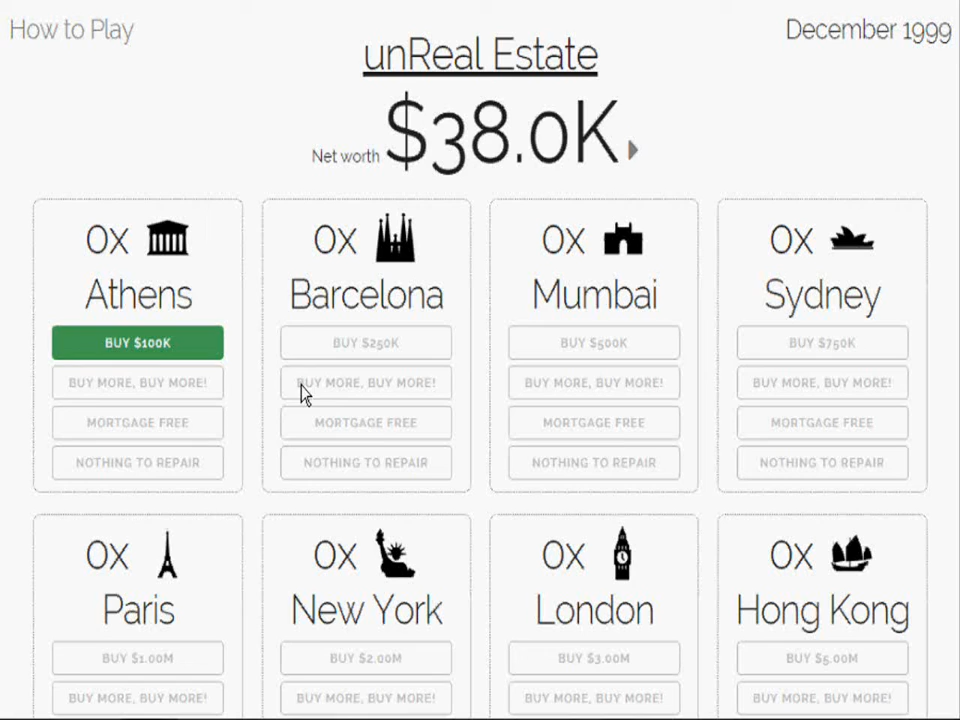 How to Play
December 1999
unReal Estate
Net worth $38.0K
0x
Athens
BUY $100K
BUY MORE, BUY MORE!
MORTGAGE FREE
NOTHING TO REPAIR
0x
Barcelona
BUY $250K
BUY MORE, BUY MORE!
MORTGAGE FREE
NOTHING TO REPAIR
0x
Mumbai
BUY $500K
BUY MORE, BUY MORE!
MORTGAGE FREE
NOTHING TO REPAIR
0x
Sydney
BUY $750K
BUY MORE, BUY MORE!
MORTGAGE FREE
NOTHING TO REPAIR
0x
Paris
BUY $1.00M
BUY MORE, BUY MORE!
0x
New York
BUY $2.00M
BUY MORE, BUY MORE!
0x
London
BUY $3.00M
BUY MORE, BUY MORE!
0x
Hong Kong
BUY $5.00M
BUY MORE, BUY MORE!